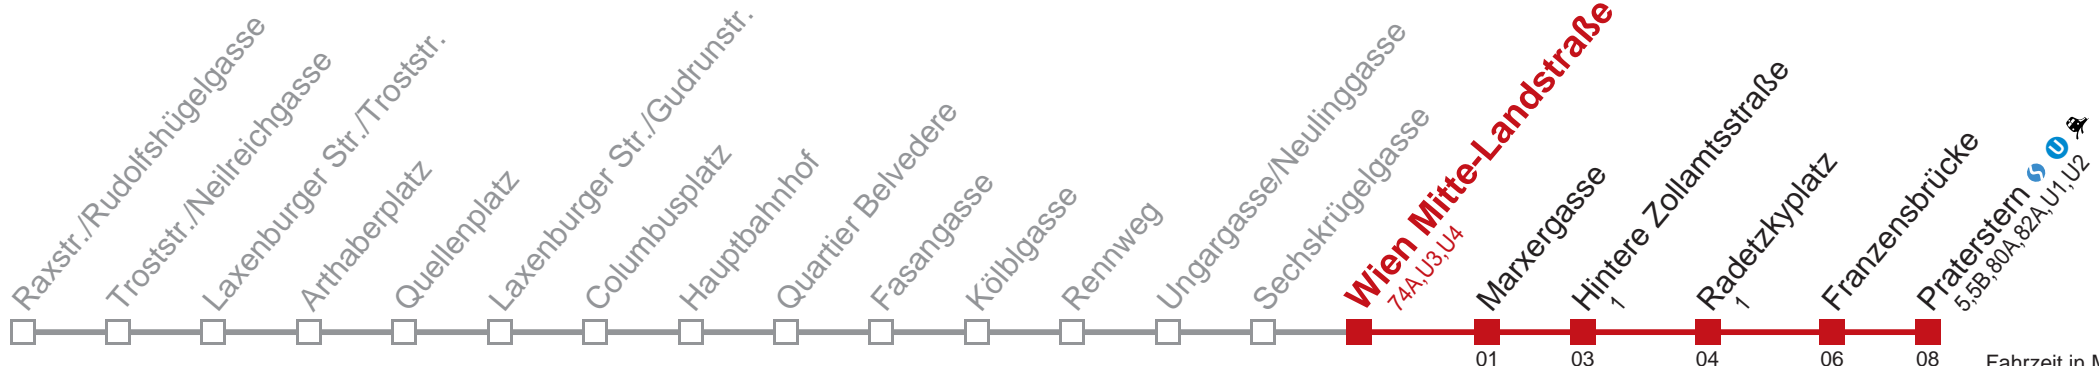 Raxstr./Rudolfshügelgasse
Troststr./Neilreichgasse
Laxenburger Str./Troststr.
Arthaberplatz
Quellenplatz
Laxenburger Str./Gudrunstr.
Columbusplatz
Hauptbahnhof
Quartier Belvedere
Fasangasse
Kölblgasse
Rennweg
Ungargasse/Neulinggasse
Sechskrügelgasse
Wien Mitte-Landstraße
74A,U3,U4
Marxergasse
Hintere Zollamtsstraße
1
Radetzkyplatz
1
Franzensbrücke
Praterstern S U
5,5B,80A,82A,U1,U2
01 03 04 06 08
Fahrzeit in M